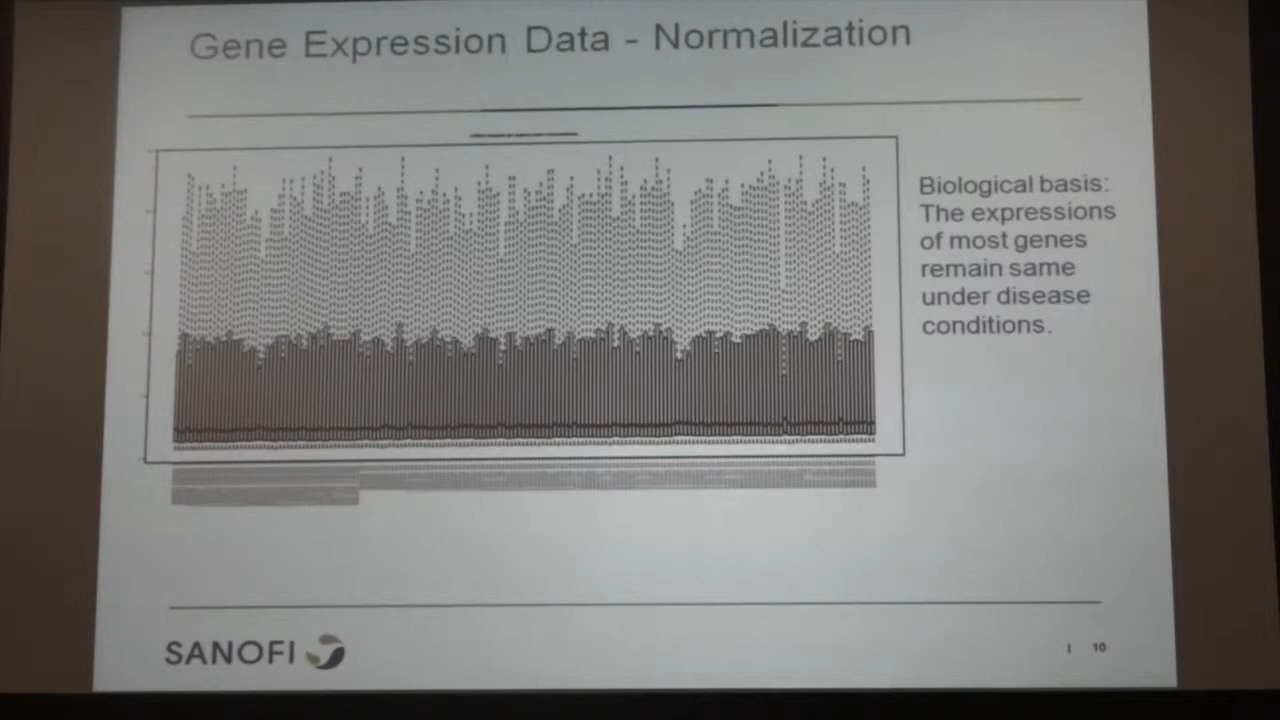 Gene Expression Data - Normalization
Biological basis:
The expressions
of most genes
remain same
under disease
conditions.
SANOFI
| 10